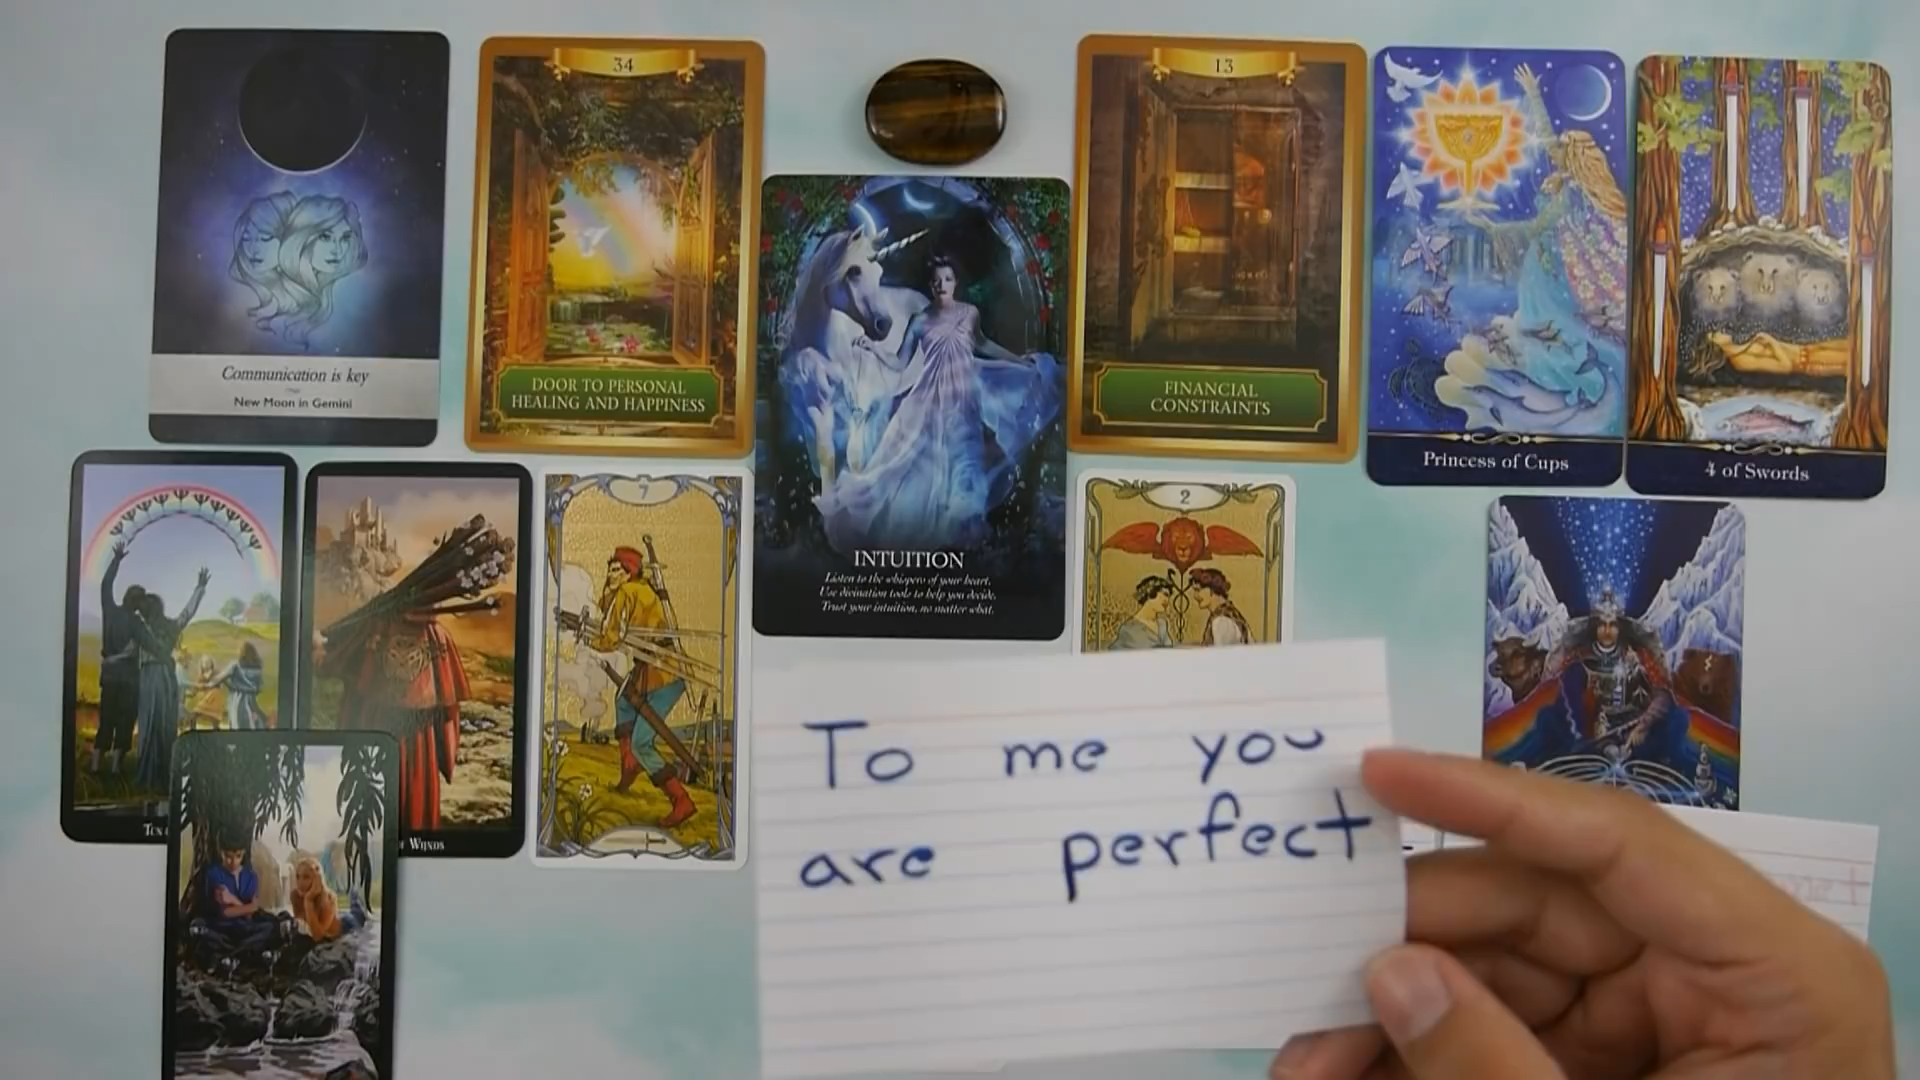 Communication is key
New Moon in Gemini
34
DOOR TO PERSONAL
HEALING AND HAPPINESS
INTUITION
Listen to the whispers of your heart.
Use divination tools to help you decide.
Trust your intuition, no matter what.
13
FINANCIAL
CONSTRAINTS
Princess of Cups
4 of Swords
7
2
Wands
To me you
are perfect